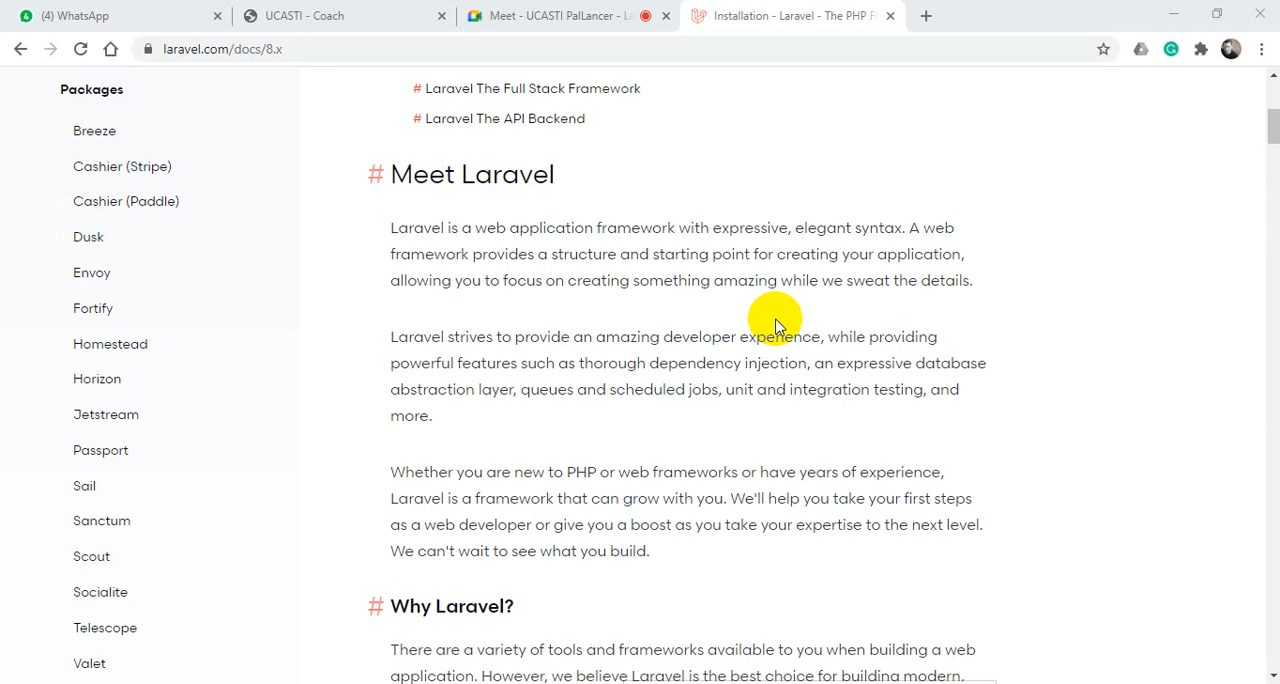 (4) WhatsApp
UCASTI - Coach
Meet - UCASTI PalLancer - L
Installation - Laravel - The PHP F
laravel.com/docs/8.x
Packages
Breeze
Cashier (Stripe)
Cashier (Paddle)
Dusk
Envoy
Fortify
Homestead
Horizon
Jetstream
Passport
Sail
Sanctum
Scout
Socialite
Telescope
Valet
# Laravel The Full Stack Framework
# Laravel The API Backend
# Meet Laravel
Laravel is a web application framework with expressive, elegant syntax. A web
framework provides a structure and starting point for creating your application,
allowing you to focus on creating something amazing while we sweat the details.
Laravel strives to provide an amazing developer experience, while providing
powerful features such as thorough dependency injection, an expressive database
abstraction layer, queues and scheduled jobs, unit and integration testing, and
more.
Whether you are new to PHP or web frameworks or have years of experience,
Laravel is a framework that can grow with you. We'll help you take your first steps
as a web developer or give you a boost as you take your expertise to the next level.
We can't wait to see what you build.
# Why Laravel?
There are a variety of tools and frameworks available to you when building a web
application. However, we believe Laravel is the best choice for building modern,